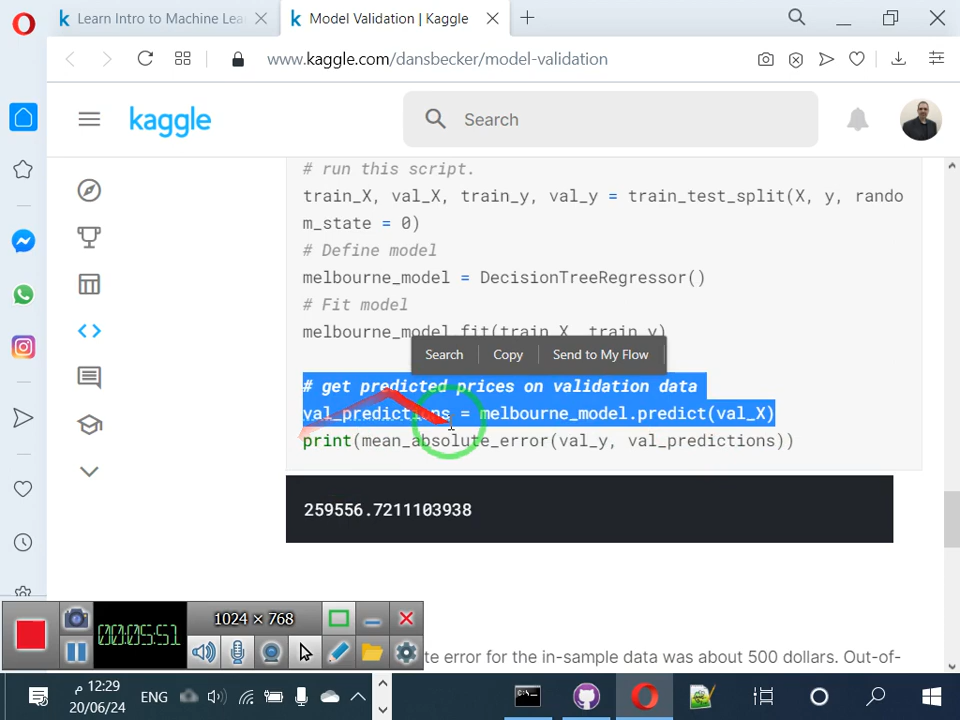 Learn Intro to Machine Lea
Model Validation | Kaggle
www.kaggle.com/dansbecker/model-validation
kaggle
Search
# run this script.
train_X, val_X, train_y, val_y = train_test_split(X, y, rando
m_state = 0)
# Define model
melbourne_model = DecisionTreeRegressor()
# Fit model
melbourne_model.fit(train_X, train_y)
Search Copy Send to My Flow
# get predicted prices on validation data
val_predictions = melbourne_model.predict(val_X)
print(mean_absolute_error(val_y, val_predictions))
259556.7211103938
1024 × 768
00:05:51
te error for the in-sample data was about 500 dollars. Out-of-
12:29 م
ENG
20/06/24